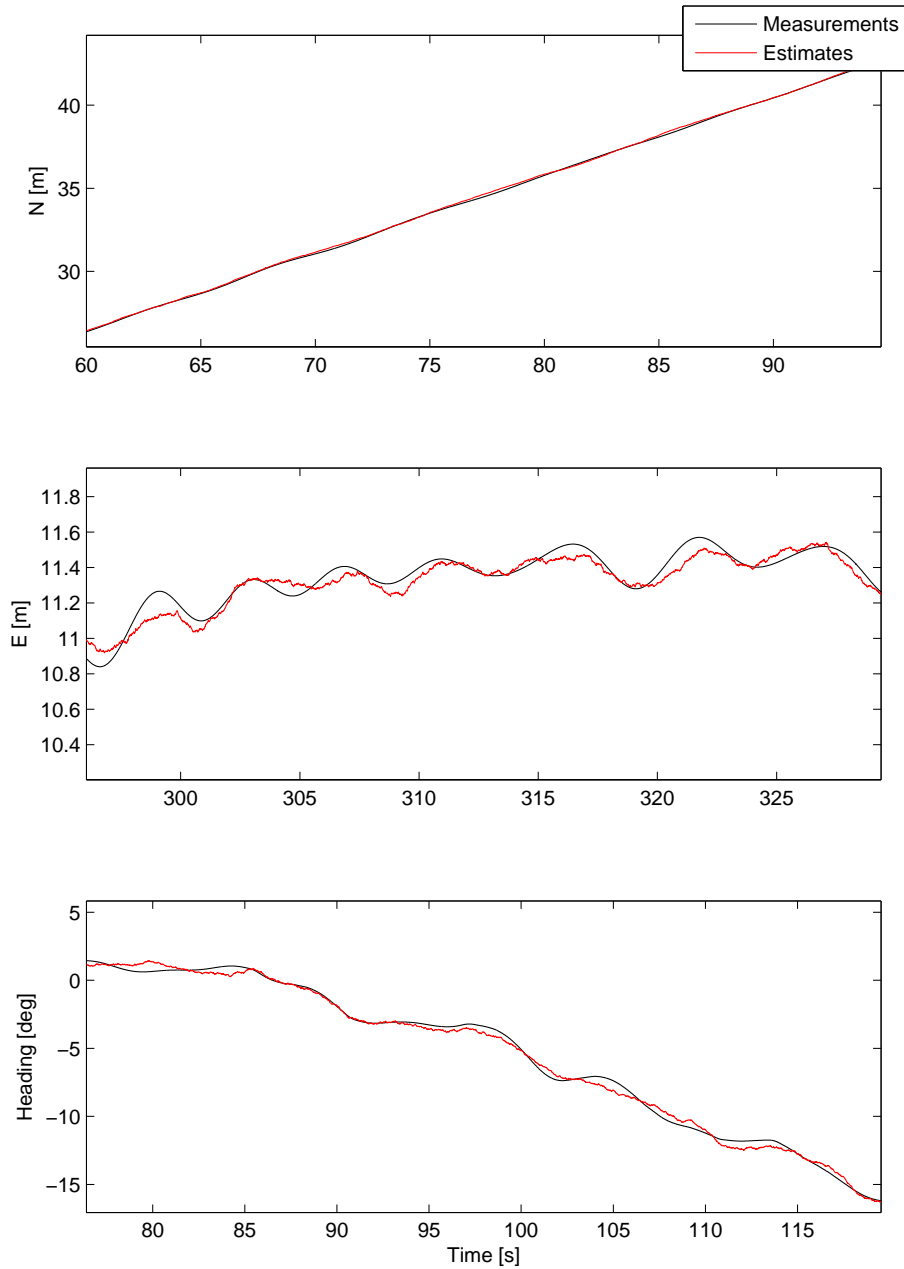 Measurements
Estimates
40
35
30
N [m]
60 65 70 75 80 85 90
11.8
11.6
11.4
11.2
11
10.8
10.6
10.4
E [m]
300 305 310 315 320 325
5
0
−5
−10
−15
Heading [deg]
80 85 90 95 100 105 110 115
Time [s]